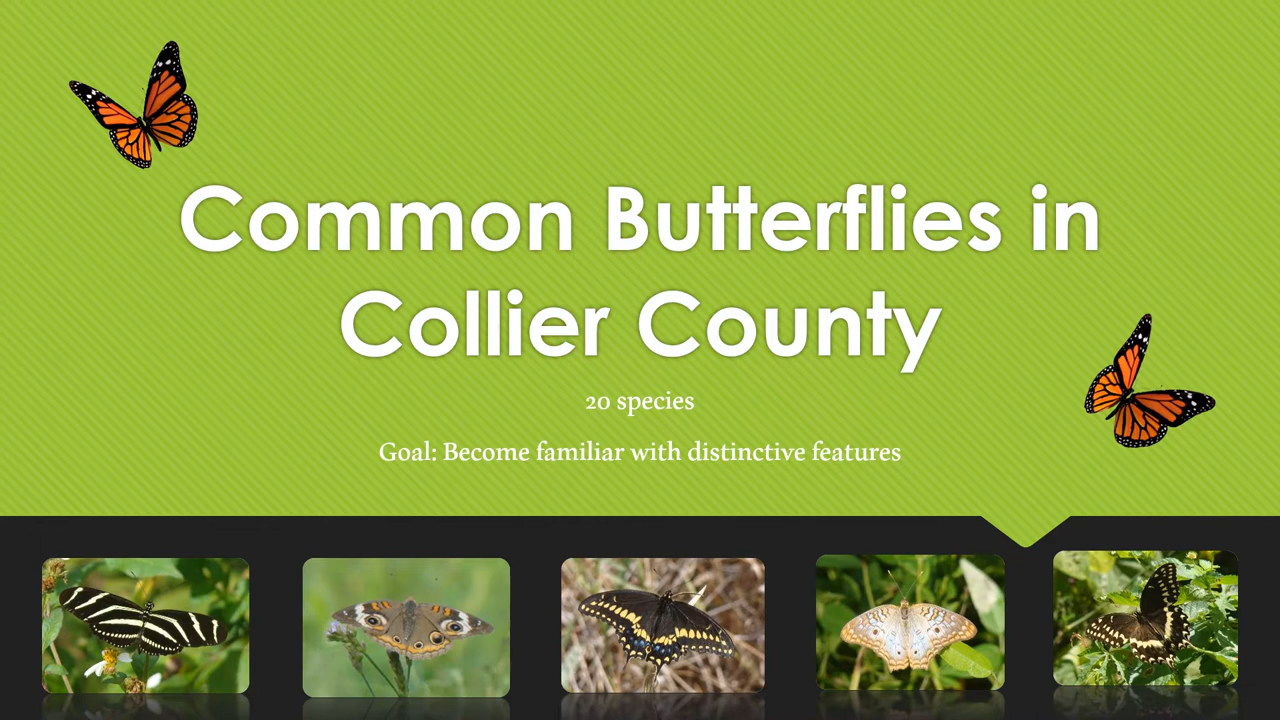 Common Butterflies in
Collier County
20 species
Goal: Become familiar with distinctive features